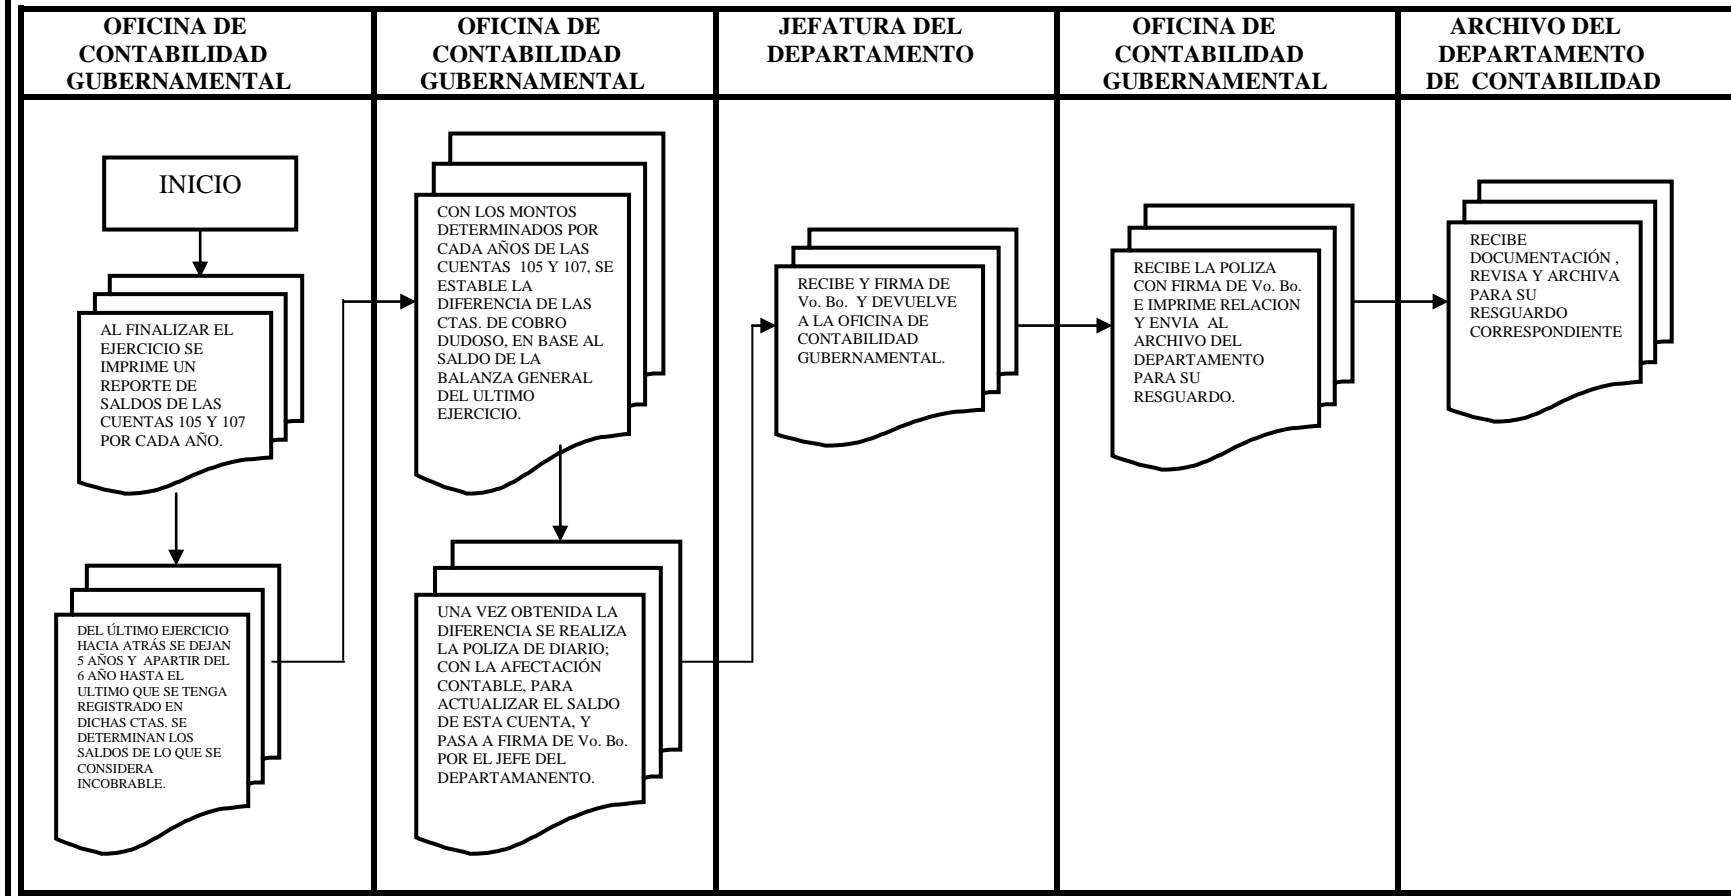 OFICINA DE
CONTABILIDAD
GUBERNAMENTAL
OFICINA DE
CONTABILIDAD
GUBERNAMENTAL
JEFATURA DEL
DEPARTAMENTO
OFICINA DE
CONTABILIDAD
GUBERNAMENTAL
ARCHIVO DEL
DEPARTAMENTO
DE CONTABILIDAD
INICIO
AL FINALIZAR EL
EJERCICIO SE
IMPRIME UN
REPORTE DE
SALDOS DE LAS
CUENTAS 105 Y 107
POR CADA AÑO.
DEL ÚLTIMO EJERCICIO
HACIA ATRÁS SE DEJAN
5 AÑOS Y APARTIR DEL
6 AÑO HASTA EL
ULTIMO QUE SE TENGA
REGISTRADO EN
DICHAS CTAS. SE
DETERMINAN LOS
SALDOS DE LO QUE SE
CONSIDERA
INCOBRABLE.
CON LOS MONTOS
DETERMINADOS POR
CADA AÑOS DE LAS
CUENTAS 105 Y 107, SE
ESTABLE LA
DIFERENCIA DE LAS
CTAS. DE COBRO
DUDOSO, EN BASE AL
SALDO DE LA
BALANZA GENERAL
DEL ULTIMO
EJERCICIO.
UNA VEZ OBTENIDA LA
DIFERENCIA SE REALIZA
LA POLIZA DE DIARIO;
CON LA AFECTACIÓN
CONTABLE, PARA
ACTUALIZAR EL SALDO
DE ESTA CUENTA, Y
PASA A FIRMA DE Vo. Bo.
POR EL JEFE DEL
DEPARTAMANENTO.
RECIBE Y FIRMA DE
Vo. Bo. Y DEVUELVE
A LA OFICINA DE
CONTABILIDAD
GUBERNAMENTAL.
RECIBE LA POLIZA
CON FIRMA DE Vo. Bo.
E IMPRIME RELACION
Y ENVIA AL
ARCHIVO DEL
DEPARTAMENTO
PARA SU
RESGUARDO.
RECIBE
DOCUMENTACIÓN ,
REVISA Y ARCHIVA
PARA SU
RESGUARDO
CORRESPONDIENTE